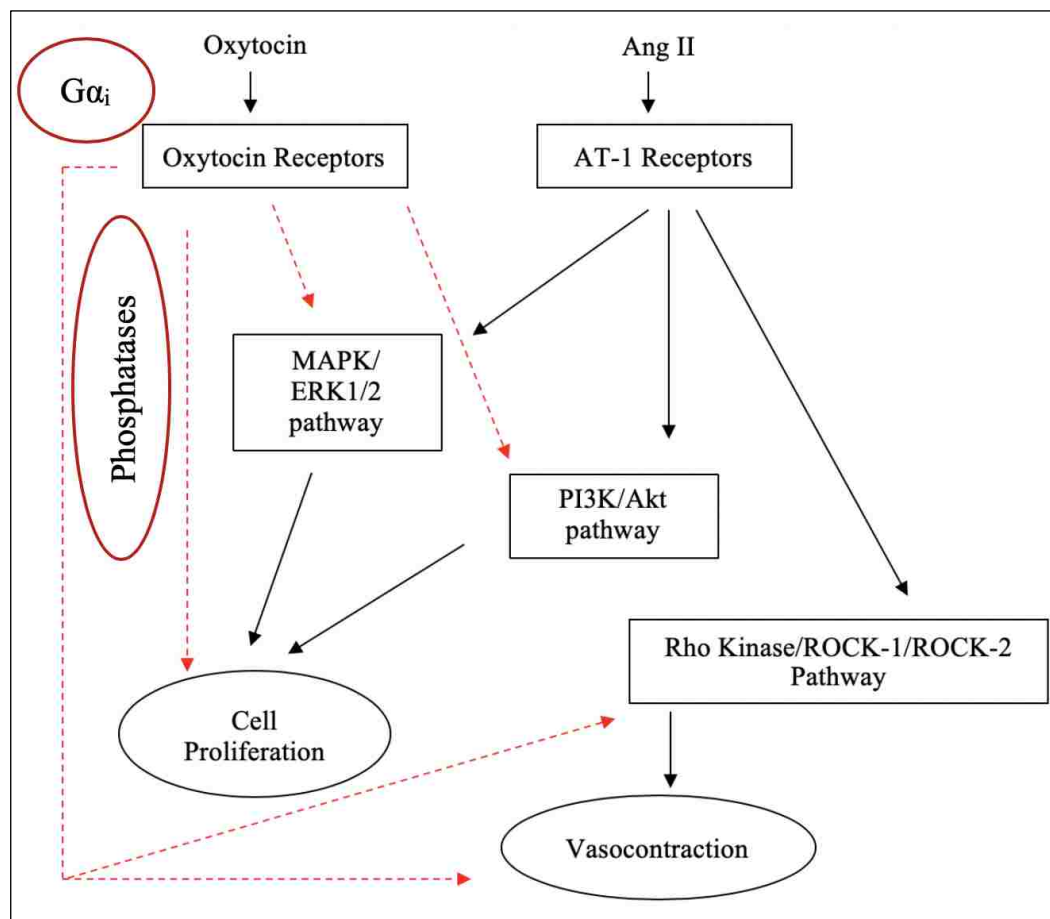 Oxytocin
Ang II
Gαi
Oxytocin Receptors
AT-1 Receptors
Phosphatases
MAPK/
ERK1/2
pathway
PI3K/Akt
pathway
Rho Kinase/ROCK-1/ROCK-2
Pathway
Cell
Proliferation
Vasocontraction